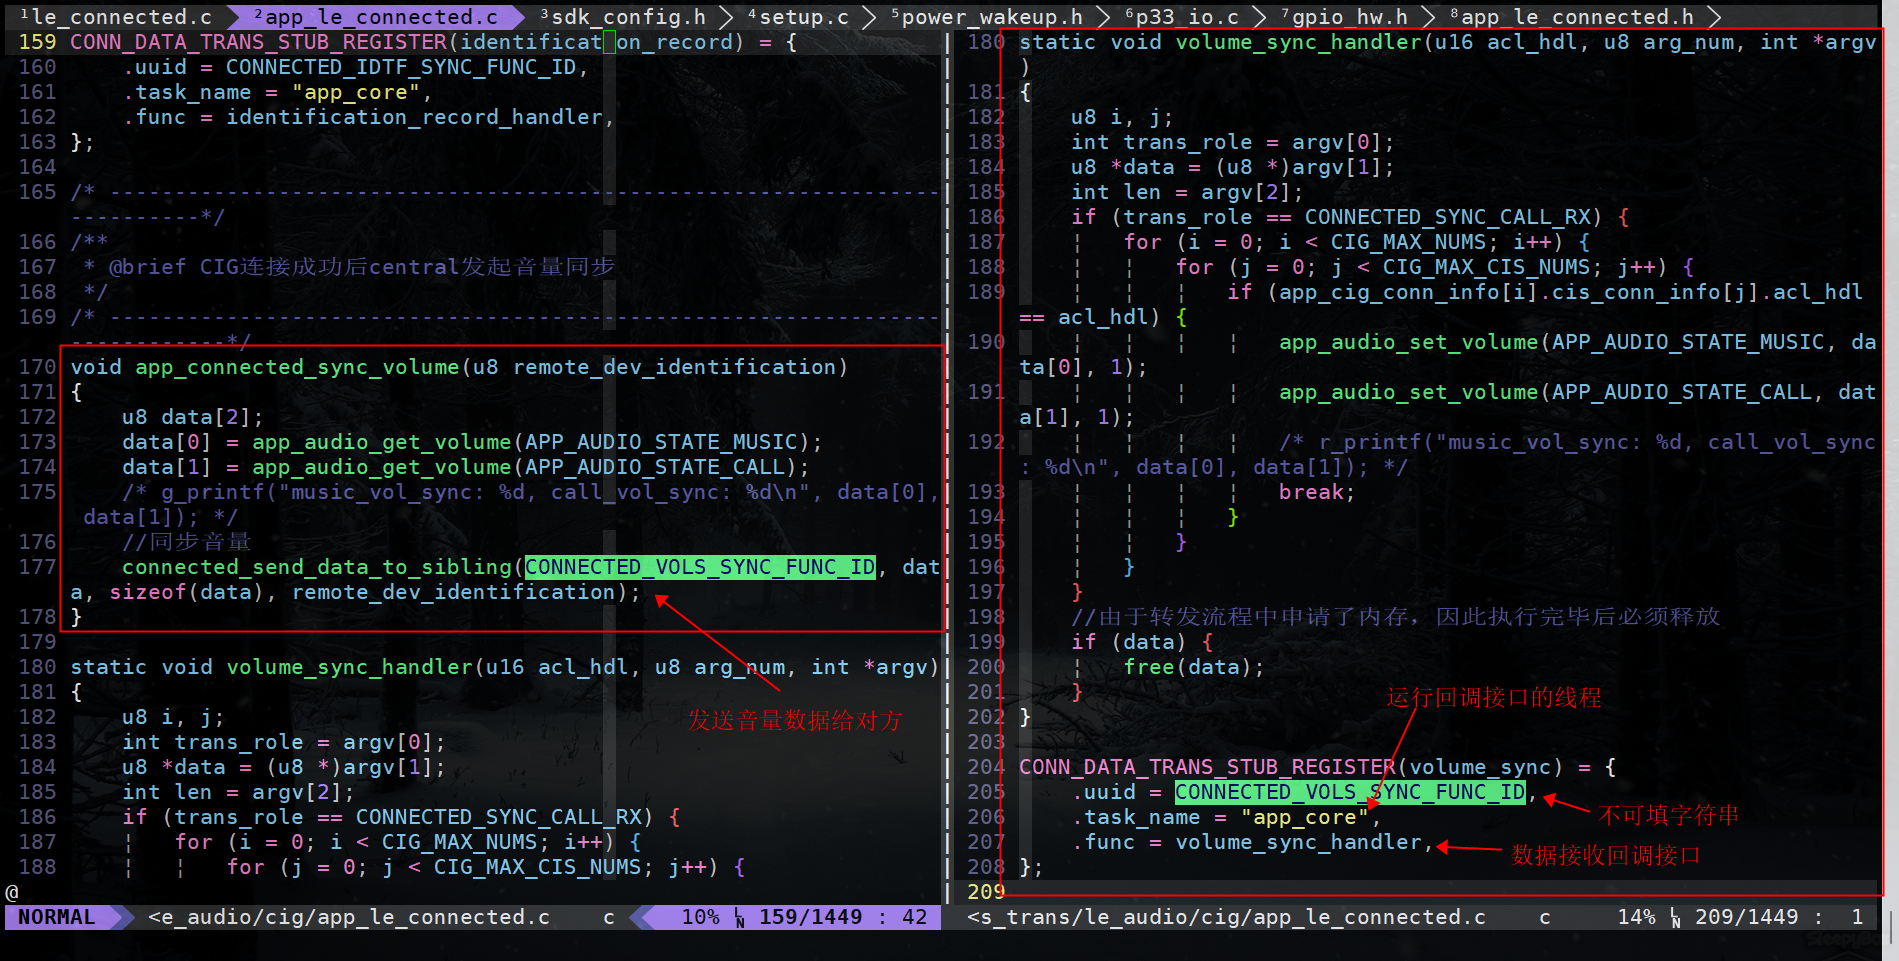 1le_connected.c 2app_le_connected.c 3sdk_config.h 4setup.c 5power_wakeup.h 6p33_io.c 7gpio_hw.h 8app_le_connected.h
159 CONN_DATA_TRANS_STUB_REGISTER(identification_record) = {
160     .uuid = CONNECTED_IDTF_SYNC_FUNC_ID,
161     .task_name = "app_core",
162     .func = identification_record_handler,
163 };
164
165 /* ----------------------------------------------------------------
----------*/
166 /**
167  * @brief CIG连接成功后central发起音量同步
168  */
169 /* ----------------------------------------------------------------
------------*/
170 void app_connected_sync_volume(u8 remote_dev_identification)
171 {
172     u8 data[2];
173     data[0] = app_audio_get_volume(APP_AUDIO_STATE_MUSIC);
174     data[1] = app_audio_get_volume(APP_AUDIO_STATE_CALL);
175     /* g_printf("music_vol_sync: %d, call_vol_sync: %d\n", data[0],
 data[1]); */
176     //同步音量
177     connected_send_data_to_sibling(CONNECTED_VOLS_SYNC_FUNC_ID, dat
a, sizeof(data), remote_dev_identification);
178 }
179
180 static void volume_sync_handler(u16 acl_hdl, u8 arg_num, int *argv)
发送音量数据给对方
181 {
182     u8 i, j;
183     int trans_role = argv[0];
184     u8 *data = (u8 *)argv[1];
185     int len = argv[2];
186     if (trans_role == CONNECTED_SYNC_CALL_RX) {
187     ¦   for (i = 0; i < CIG_MAX_NUMS; i++) {
188     ¦   ¦   for (j = 0; j < CIG_MAX_CIS_NUMS; j++) {
@
NORMAL <e_audio/cig/app_le_connected.c c 10% LN 159/1449 : 42
180 static void volume_sync_handler(u16 acl_hdl, u8 arg_num, int *argv
)
181 {
182     u8 i, j;
183     int trans_role = argv[0];
184     u8 *data = (u8 *)argv[1];
185     int len = argv[2];
186     if (trans_role == CONNECTED_SYNC_CALL_RX) {
187     ¦   for (i = 0; i < CIG_MAX_NUMS; i++) {
188     ¦   ¦   for (j = 0; j < CIG_MAX_CIS_NUMS; j++) {
189     ¦   ¦   ¦   if (app_cig_conn_info[i].cis_conn_info[j].acl_hdl
== acl_hdl) {
190     ¦   ¦   ¦   ¦   app_audio_set_volume(APP_AUDIO_STATE_MUSIC, da
ta[0], 1);
191     ¦   ¦   ¦   ¦   app_audio_set_volume(APP_AUDIO_STATE_CALL, dat
a[1], 1);
192     ¦   ¦   ¦   ¦   /* r_printf("music_vol_sync: %d, call_vol_sync
: %d\n", data[0], data[1]); */
193     ¦   ¦   ¦   ¦   break;
194     ¦   ¦   ¦   }
195     ¦   ¦   }
196     ¦   }
197     }
198     //由于转发流程中申请了内存，因此执行完毕后必须释放
199     if (data) {
200     ¦   free(data);
201     }
运行回调接口的线程
202 }
203
204 CONN_DATA_TRANS_STUB_REGISTER(volume_sync) = {
205     .uuid = CONNECTED_VOLS_SYNC_FUNC_ID,
不可填字符串
206     .task_name = "app_core",
207     .func = volume_sync_handler,
数据接收回调接口
208 };
209
<s_trans/le_audio/cig/app_le_connected.c c 14% LN 209/1449 : 1